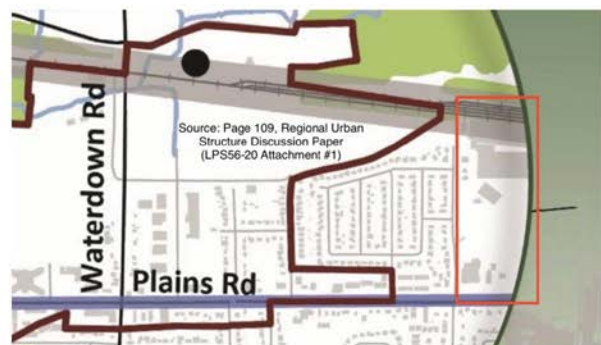 Source: Page 109, Regional Urban
Structure Discussion Paper
(LPS56-20 Attachment #1)
Waterdown Rd
Plains Rd